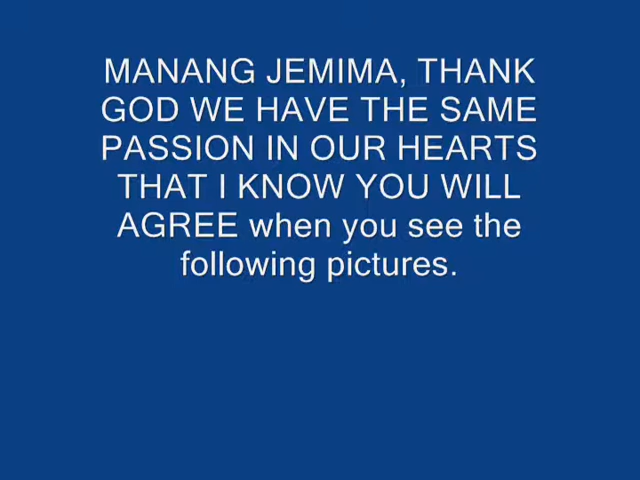 MANANG JEMIMA, THANK
GOD WE HAVE THE SAME
PASSION IN OUR HEARTS
THAT I KNOW YOU WILL
AGREE when you see the
following pictures.